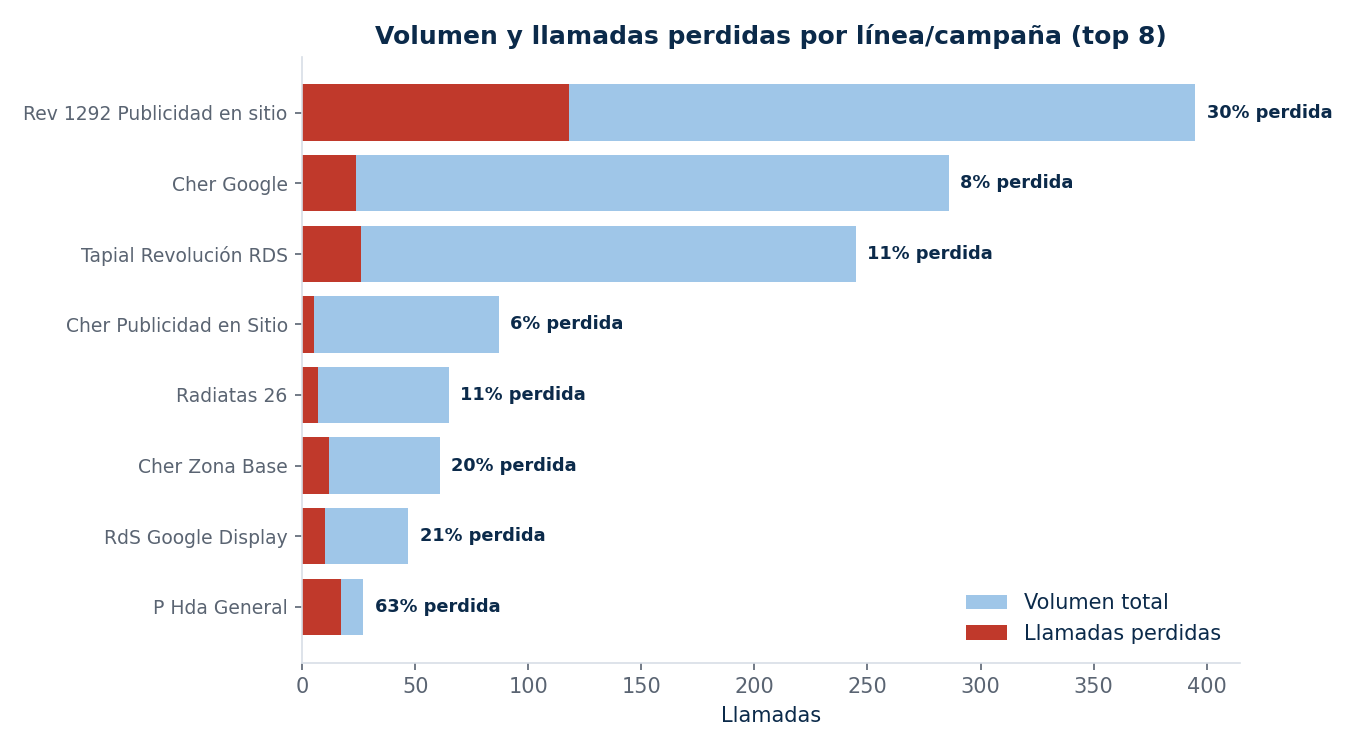 Volumen y llamadas perdidas por línea/campaña (top 8)
Rev 1292 Publicidad en sitio
30% perdida
Cher Google
8% perdida
Tapial Revolución RDS
11% perdida
Cher Publicidad en Sitio
6% perdida
Radiatas 26
11% perdida
Cher Zona Base
20% perdida
RdS Google Display
21% perdida
P Hda General
63% perdida
Volumen total
Llamadas perdidas
0 50 100 150 200 250 300 350 400
Llamadas